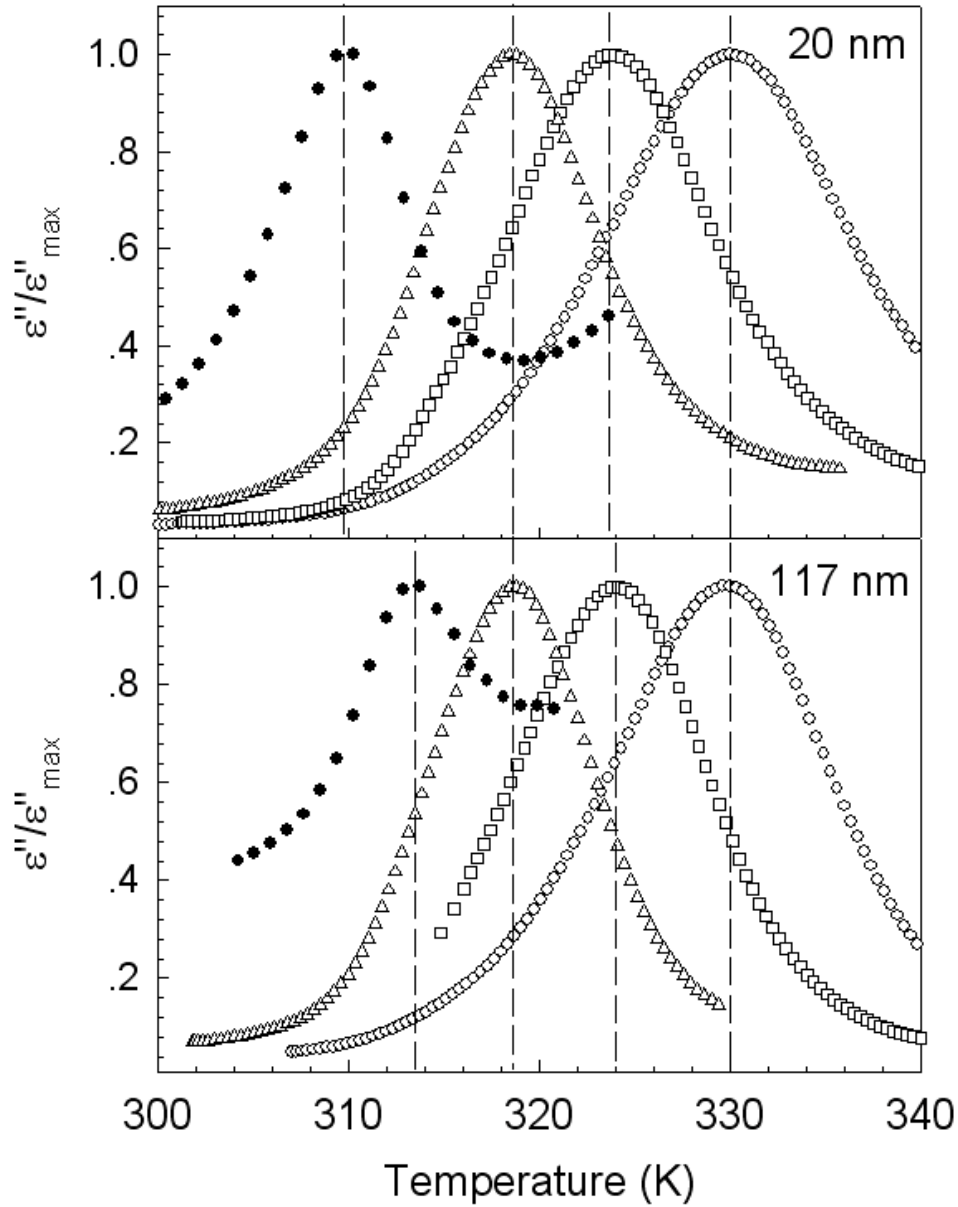 20 nm
1.0
.8
.6
.4
.2
ε"/ε"max
117 nm
1.0
.8
.6
.4
.2
ε"/ε"max
300 310 320 330 340
Temperature (K)